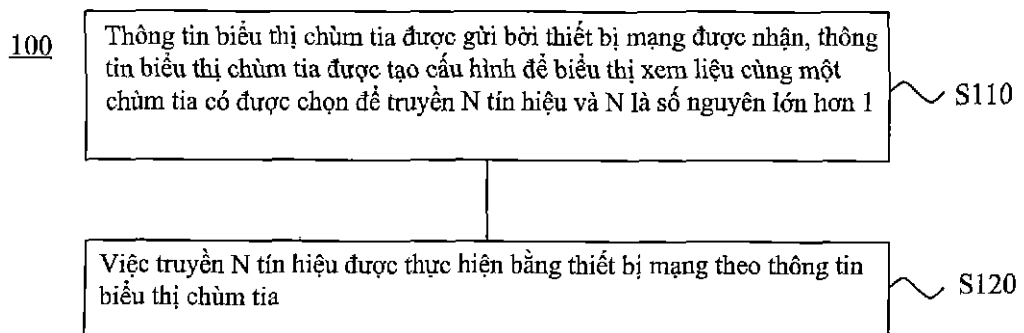 100
Thông tin biểu thị chùm tia được gửi bởi thiết bị mạng được nhận, thông
tin biểu thị chùm tia được tạo cấu hình để biểu thị xem liệu cùng một
chùm tia có được chọn để truyền N tín hiệu và N là số nguyên lớn hơn 1
S110
Việc truyền N tín hiệu được thực hiện bằng thiết bị mạng theo thông tin
biểu thị chùm tia
S120